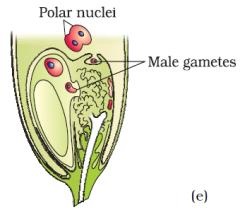 Polar nuclei
Male gametes
(e)